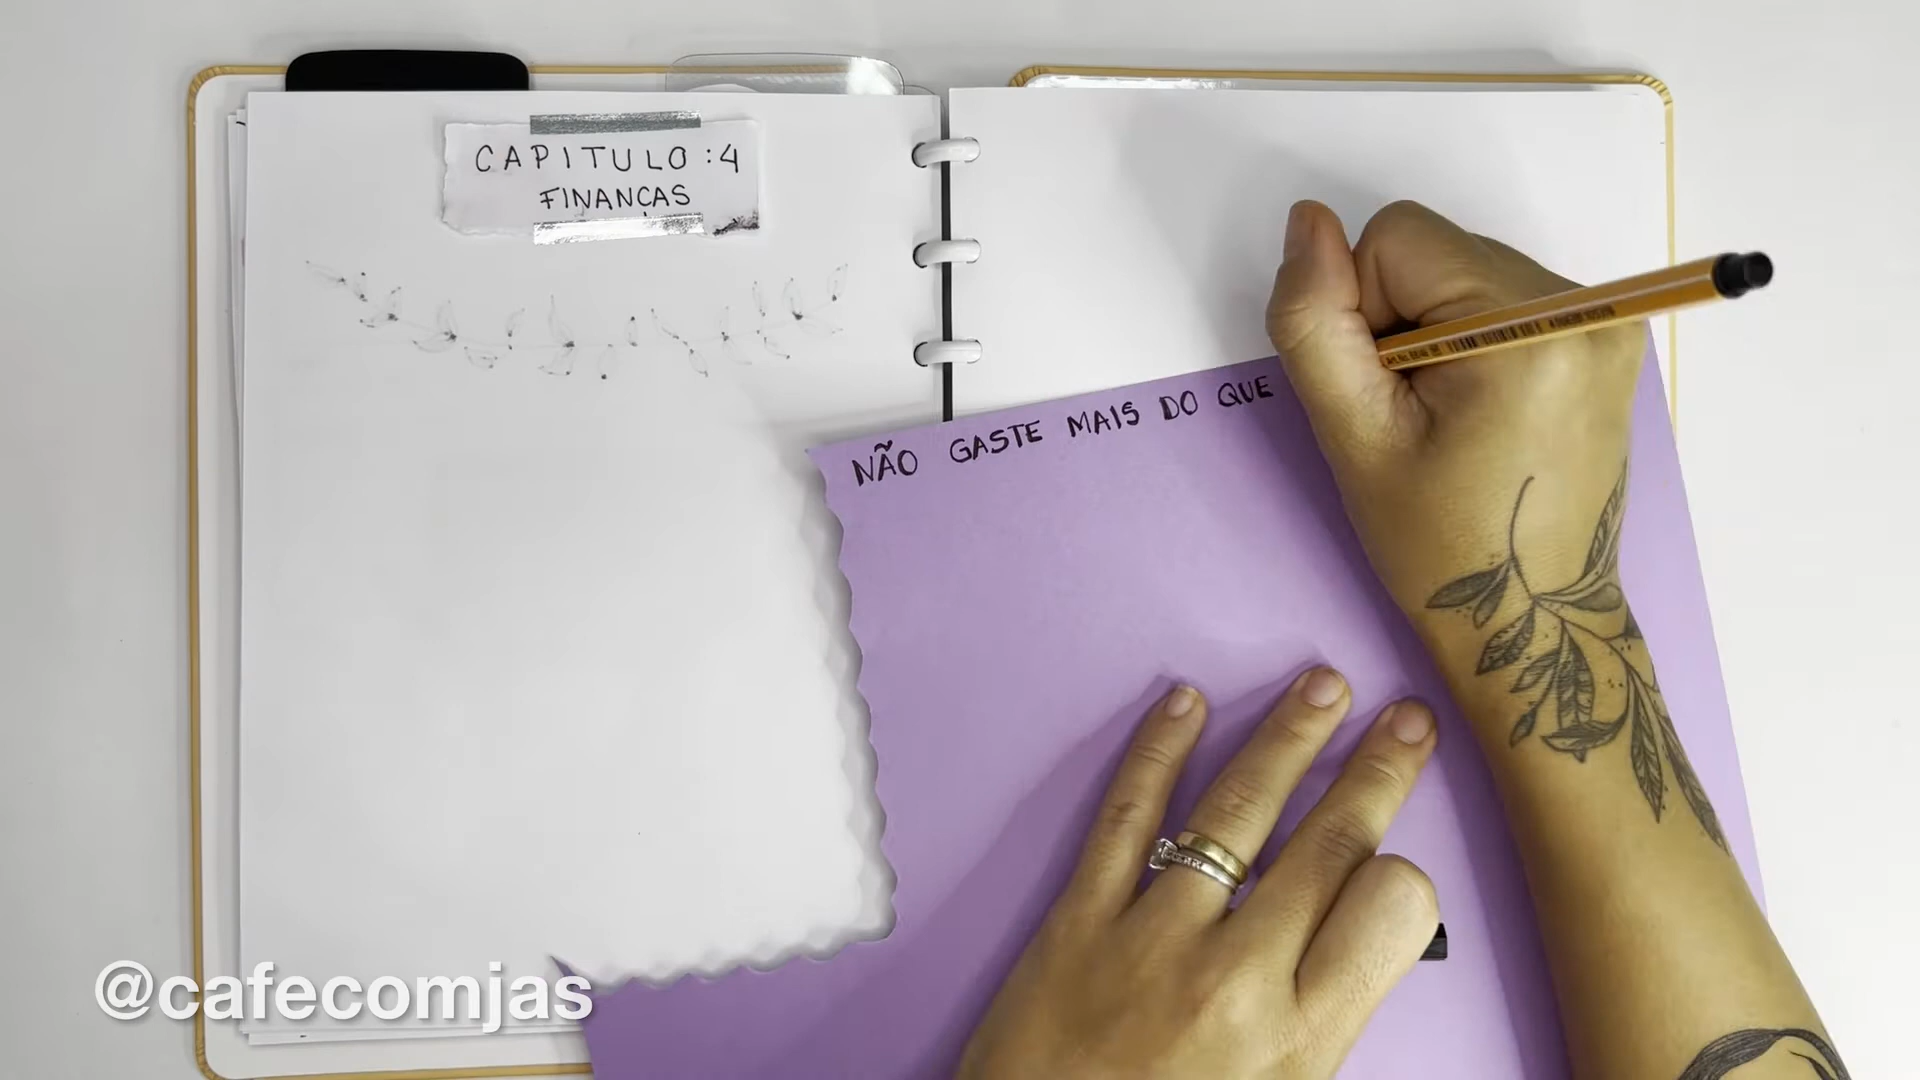 CAPITULO :4
FINANÇAS
NÃO GASTE MAIS DO QUE
@cafecomjas